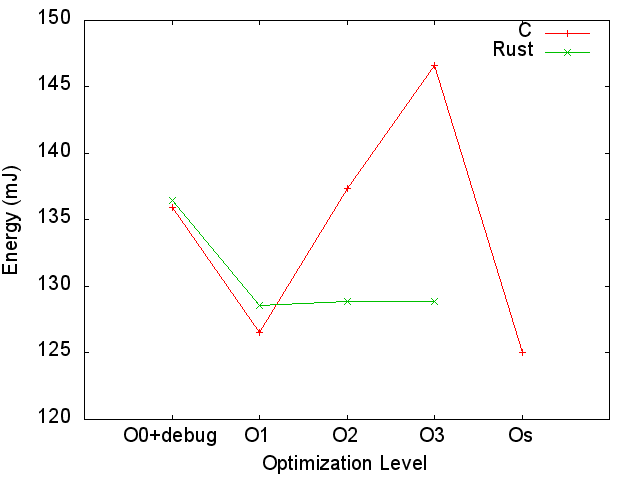 150
145
140
135
130
125
120
Energy (mJ)
C
Rust
O0+debug O1 O2 O3 Os
Optimization Level